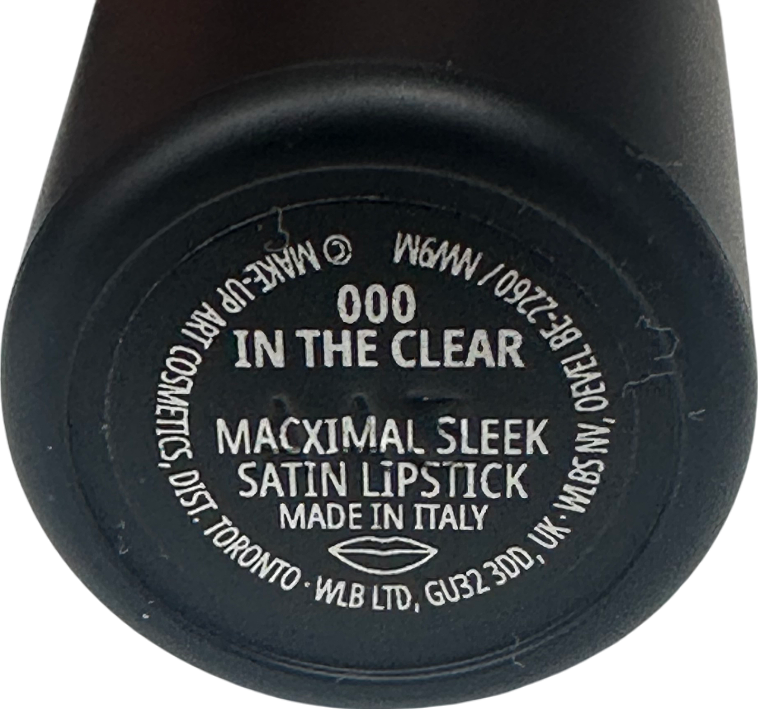 000
IN THE CLEAR
MACXIMAL SLEEK
SATIN LIPSTICK
MADE IN ITALY
© MAKE-UP ART COSMETICS, DIST. TORONTO · WLB LTD, GU32 3DD, UK · WLBS NV, OEVEL BE-2260 / NW9M